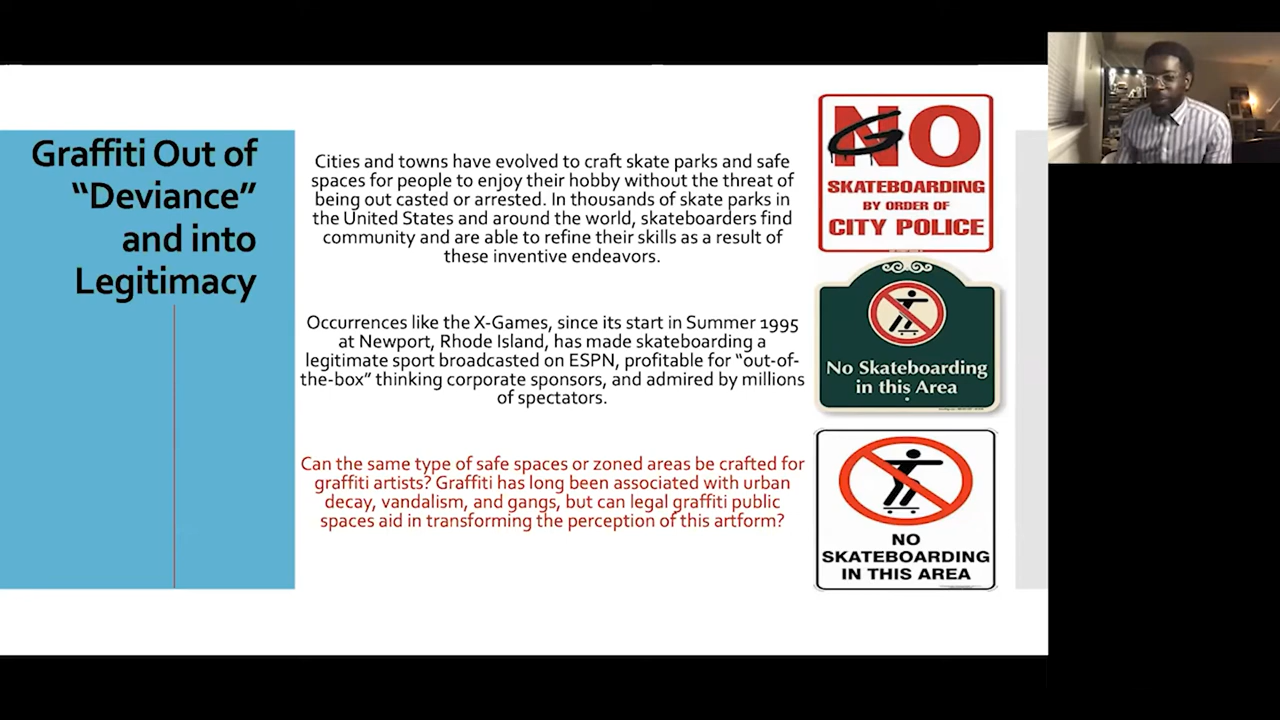 Graffiti Out of
“Deviance”
and into
Legitimacy
Cities and towns have evolved to craft skate parks and safe
spaces for people to enjoy their hobby without the threat of
being out casted or arrested. In thousands of skate parks in
the United States and around the world, skateboarders find
community and are able to refine their skills as a result of
these inventive endeavors.
Occurrences like the X-Games, since its start in Summer 1995
at Newport, Rhode Island, has made skateboarding a
legitimate sport broadcasted on ESPN, profitable for “out-of-
the-box” thinking corporate sponsors, and admired by millions
of spectators.
Can the same type of safe spaces or zoned areas be crafted for
graffiti artists? Graffiti has long been associated with urban
decay, vandalism, and gangs, but can legal graffiti public
spaces aid in transforming the perception of this artform?
GO
SKATEBOARDING
BY ORDER OF
CITY POLICE
No Skateboarding
in this Area
NO
SKATEBOARDING
IN THIS AREA